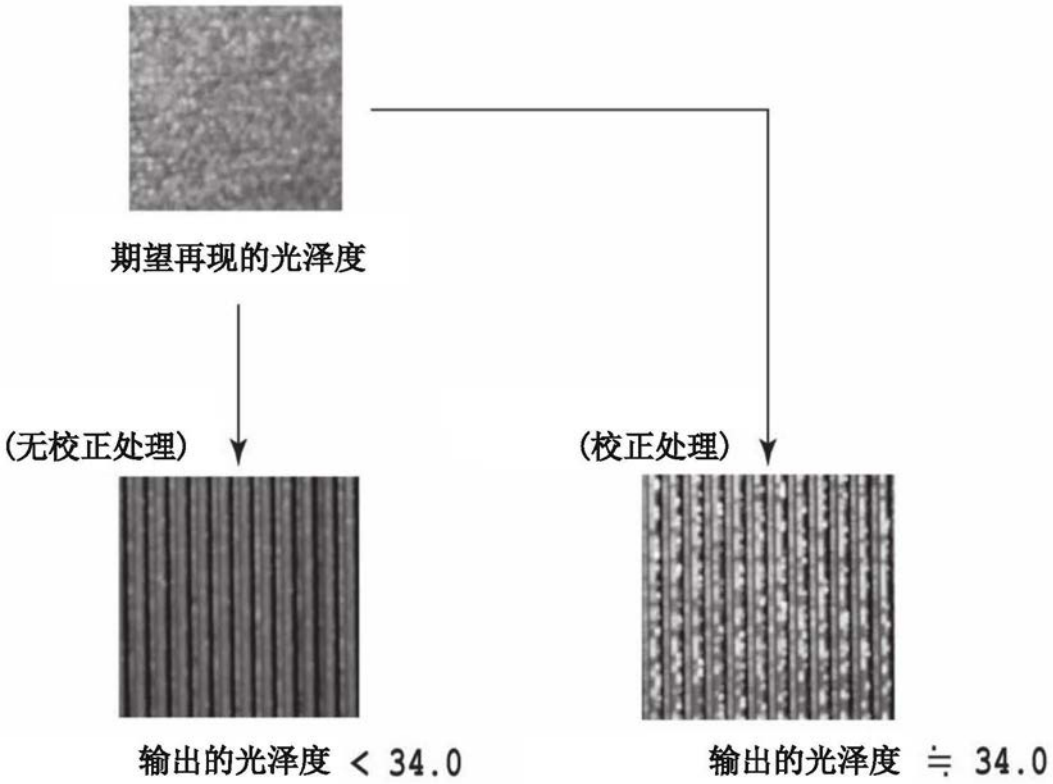 期望再现的光泽度
(无校正处理)
(校正处理)
输出的光泽度 < 34.0
输出的光泽度 ≒ 34.0